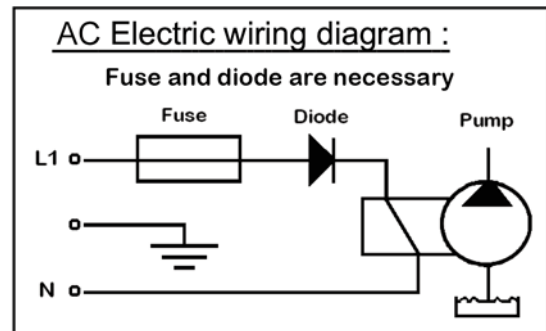 AC Electric wiring diagram :
Fuse and diode are necessary
Fuse
Diode
Pump
L1
N